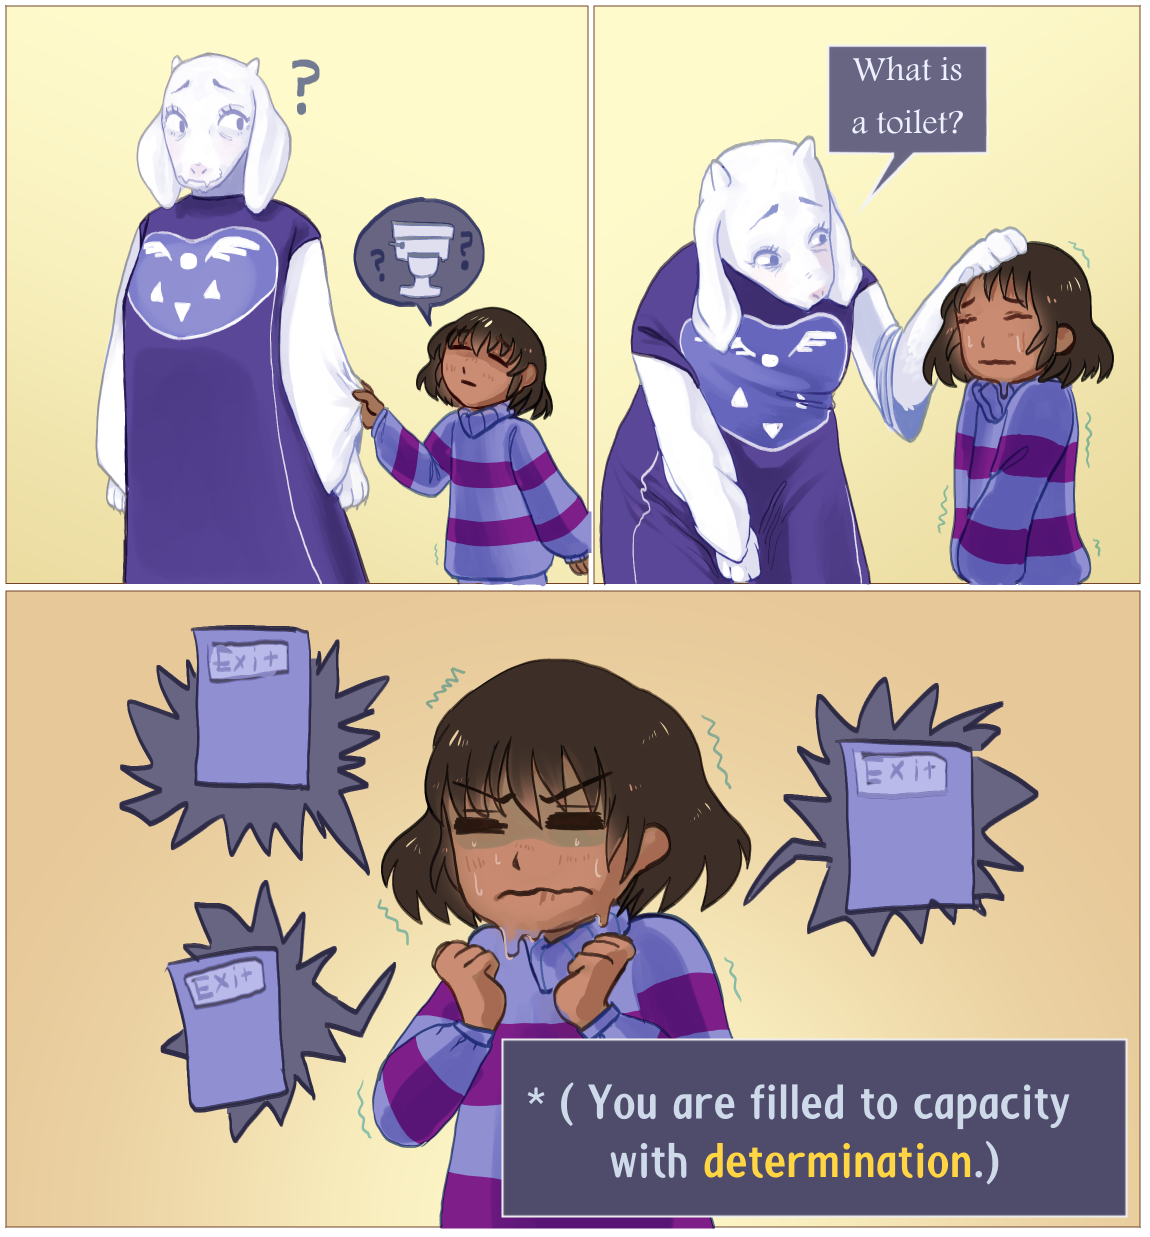 ?
What is
a toilet?
? ?
Exit
Exit
Exit
* ( You are filled to capacity
with determination.)